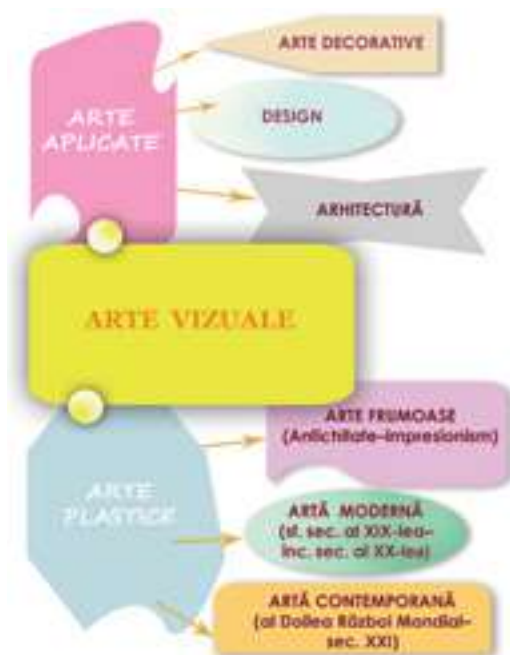 ARTE DECORATIVE
ARTE
APLICATE
DESIGN
ARHITECTURĂ
ARTE VIZUALE
ARTE FRUMOASE
(Antichitate–impresionism)
ARTE
PLASTICE
ARTĂ MODERNĂ
(sf. sec. al XIX-lea–
înc. sec. al XX-lea)
ARTĂ CONTEMPORANĂ
(al Doilea Război Mondial–
sec. XXI)